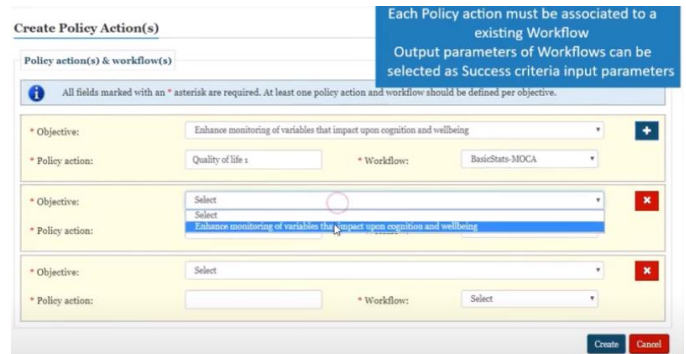 Create Policy Action(s)
Each Policy action must be associated to a
existing Workflow
Output parameters of Workflows can be
selected as Success criteria input parameters
Policy action(s) & workflow(s)
All fields marked with an * asterisk are required. At least one policy action and workflow should be defined per objective.
* Objective: Enhance monitoring of variables that impact upon cognition and wellbeing
* Policy action: Quality of life 1 * Workflow: BasicStats-MOCA
* Objective: Select
Select
Enhance monitoring of variables that impact upon cognition and wellbeing
* Policy action:
* Objective: Select
* Policy action: * Workflow: Select
Create Cancel